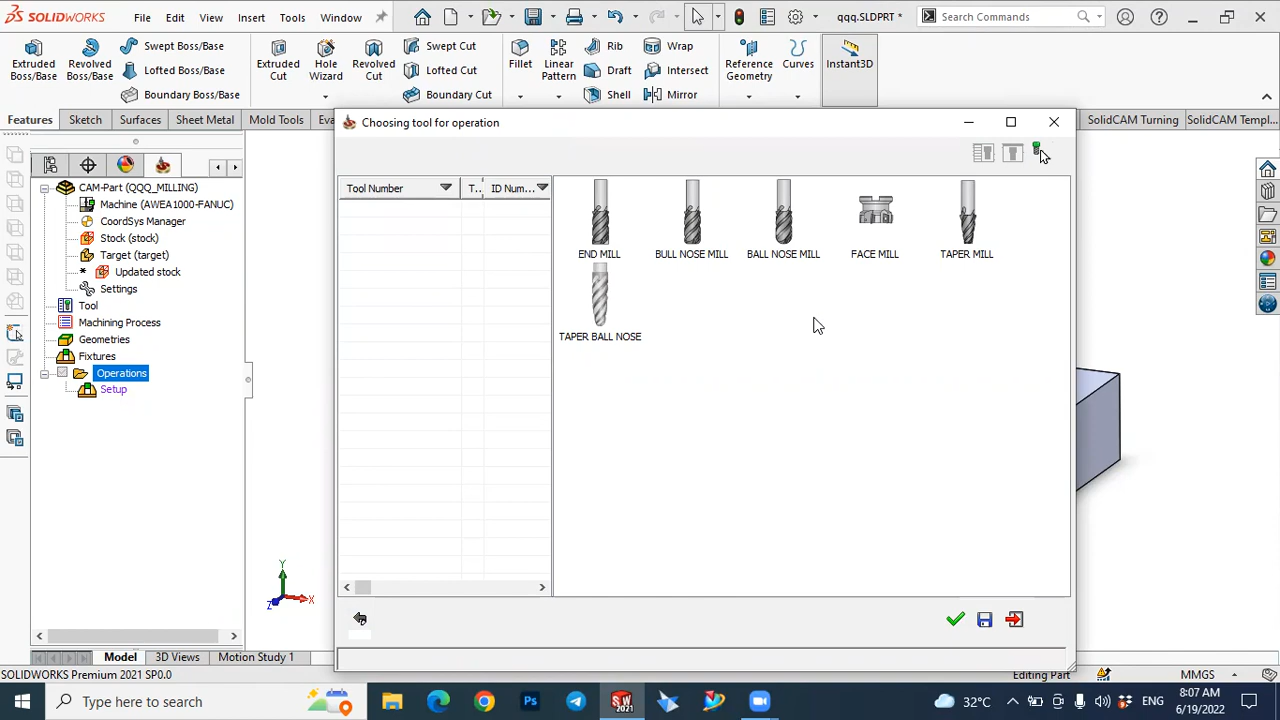 SOLIDWORKS File Edit View Insert Tools Window qqq.SLDPRT * Search Commands
Extruded Boss/Base
Revolved Boss/Base
Swept Boss/Base
Lofted Boss/Base
Boundary Boss/Base
Extruded Cut
Hole Wizard
Revolved Cut
Swept Cut
Lofted Cut
Boundary Cut
Fillet
Linear Pattern
Rib
Draft
Shell
Wrap
Intersect
Mirror
Reference Geometry
Curves
Instant3D
Features Sketch Surfaces Sheet Metal Mold Tools Eva SolidCAM Turning SolidCAM Templ...
Choosing tool for operation
CAM-Part (QQQ_MILLING)
Machine (AWEA1000-FANUC)
CoordSys Manager
Stock (stock)
Target (target)
* Updated stock
Settings
Tool
Machining Process
Geometries
Fixtures
Operations
Setup
Tool Number T.. ID Num...
END MILL BULL NOSE MILL BALL NOSE MILL FACE MILL TAPER MILL
TAPER BALL NOSE
Y
Z X
Model 3D Views Motion Study 1
SOLIDWORKS Premium 2021 SP0.0 Editing Part MMGS
Type here to search
SW
2021
Ps
32°C ENG
8:07 AM
6/19/2022